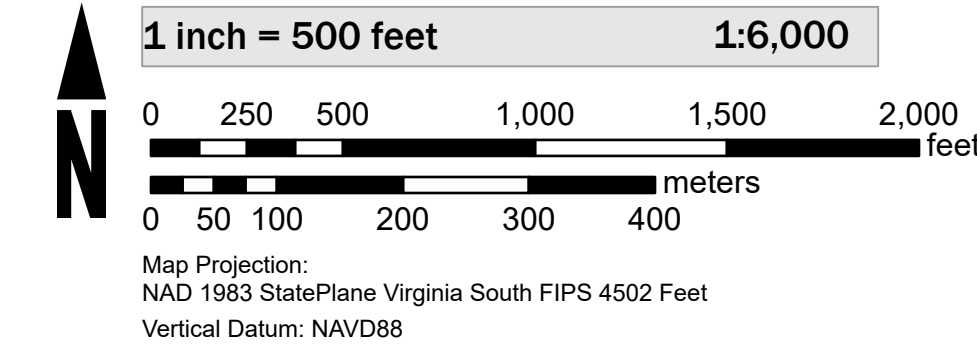 N
1 inch = 500 feet 1:6,000
0 250 500 1,000 1,500 2,000
feet
meters
0 50 100 200 300 400
Map Projection:
NAD 1983 StatePlane Virginia South FIPS 4502 Feet
Vertical Datum: NAVD88